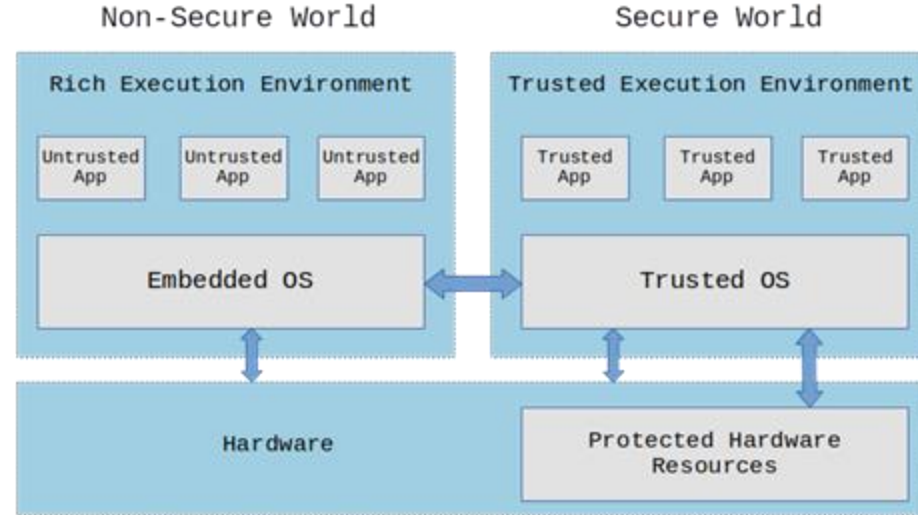 Non-Secure World
Secure World
Rich Execution Environment
Trusted Execution Environment
Untrusted
App
Untrusted
App
Untrusted
App
Trusted
App
Trusted
App
Trusted
App
Embedded OS
Trusted OS
Hardware
Protected Hardware
Resources